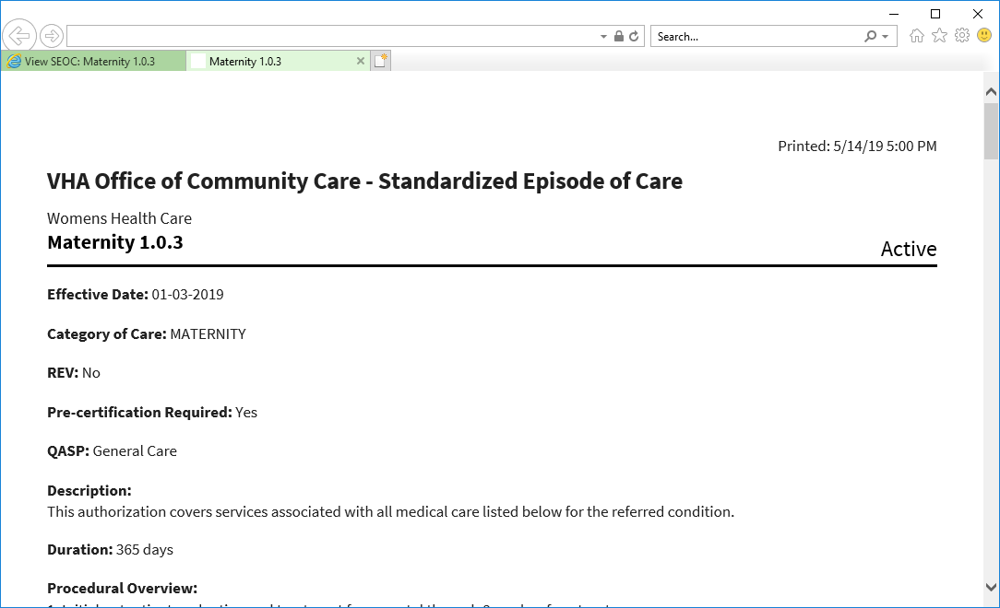 Search...
View SEOC: Maternity 1.0.3
Maternity 1.0.3
Printed: 5/14/19 5:00 PM
VHA Office of Community Care - Standardized Episode of Care
Womens Health Care
Maternity 1.0.3
Active
Effective Date: 01-03-2019
Category of Care: MATERNITY
REV: No
Pre-certification Required: Yes
QASP: General Care
Description:
This authorization covers services associated with all medical care listed below for the referred condition.
Duration: 365 days
Procedural Overview: